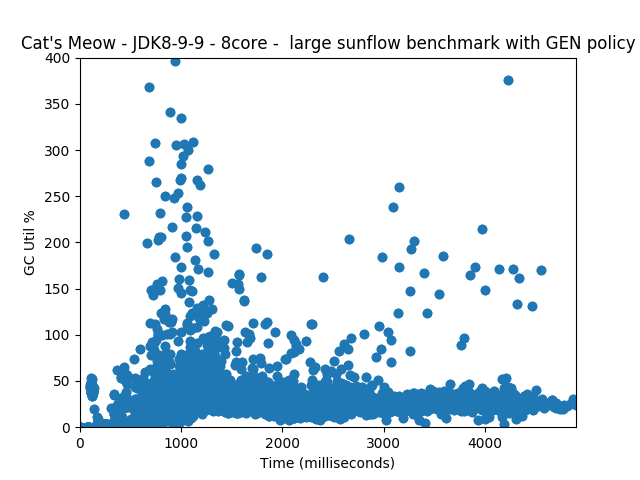 Cat's Meow - JDK8-9-9 - 8core -  large sunflow benchmark with GEN policy
400
350
300
250
200
150
100
50
0
GC Util %
0 1000 2000 3000 4000
Time (milliseconds)